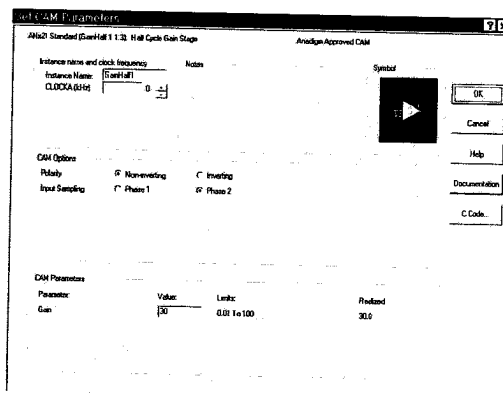 Set CAM Parameters
ANx21 Standard (GainHalf 1.1.3): Half Cycle Gain Stage
Anadigm Approved CAM
Instance name and clock frequency
Notes
Symbol
Instance Name: GainHalf1
CLOCKA (kHz) 0
OK
Cancel
Help
Documentation
C Code...
CAM Options
Polarity Non-inverting Inverting
Input Sampling Phase 1 Phase 2
CAM Parameters
Parameter Value: Limits: Realized
Gain 30 0.01 To 100 30.0